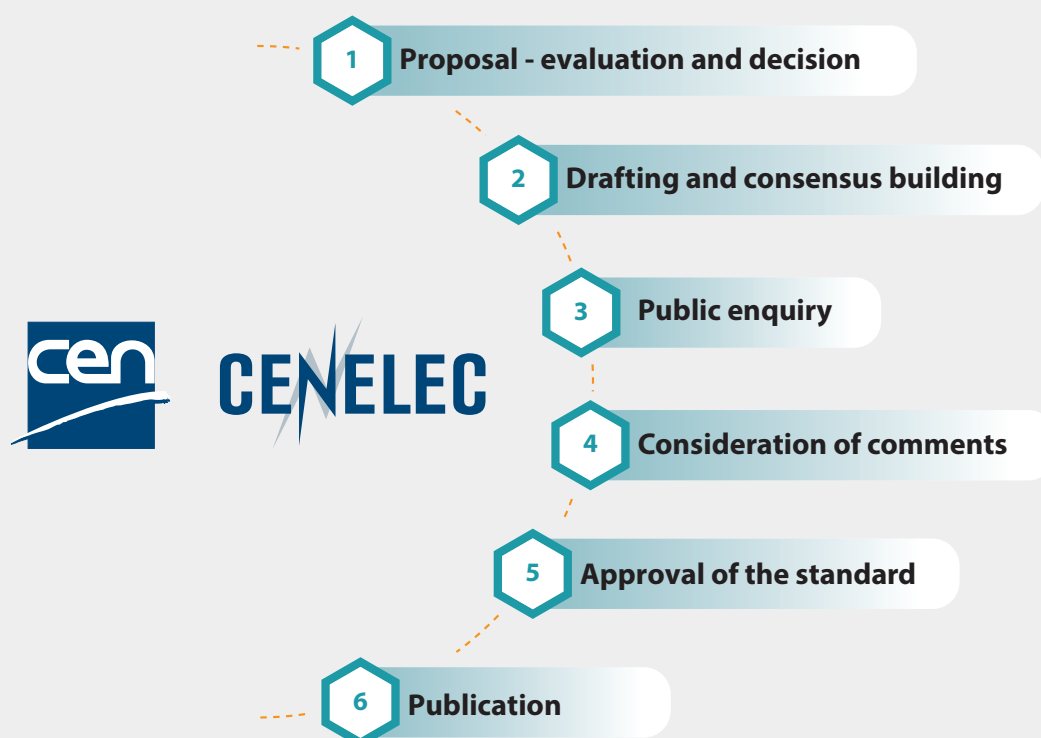 1 Proposal - evaluation and decision
2 Drafting and consensus building
3 Public enquiry
cen CENELEC
4 Consideration of comments
5 Approval of the standard
6 Publication